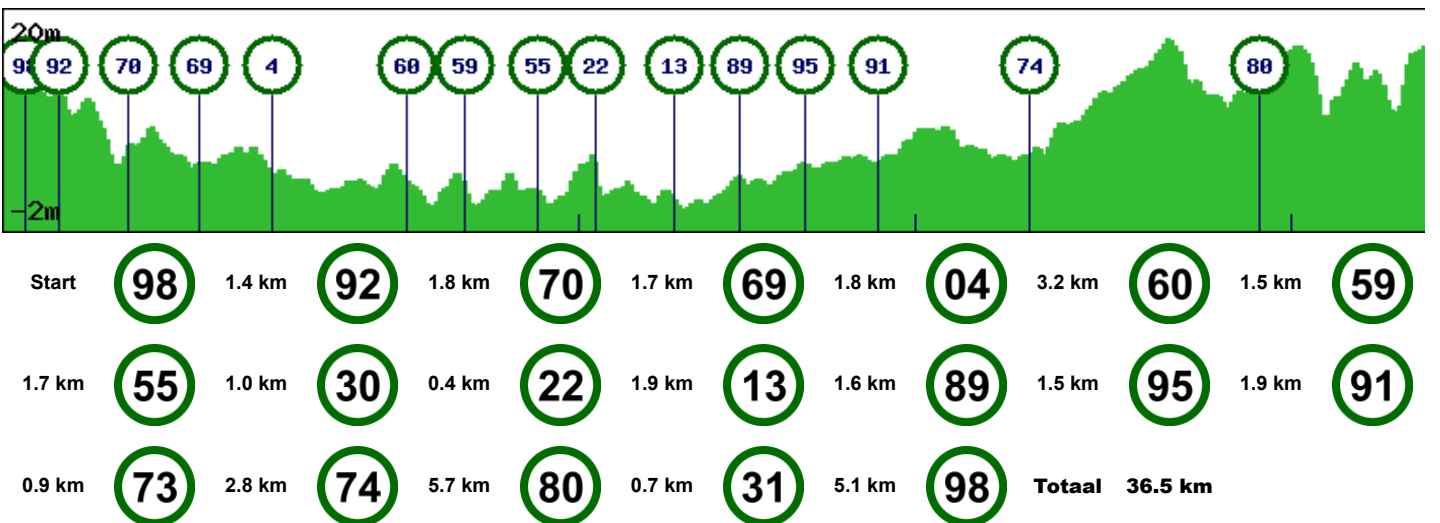 20m
98 92 70 69 4 60 59 55 22 13 89 95 91 74 80
-2m
Start 98 1.4 km 92 1.8 km 70 1.7 km 69 1.8 km 04 3.2 km 60 1.5 km 59
1.7 km 55 1.0 km 30 0.4 km 22 1.9 km 13 1.6 km 89 1.5 km 95 1.9 km 91
0.9 km 73 2.8 km 74 5.7 km 80 0.7 km 31 5.1 km 98 Totaal 36.5 km